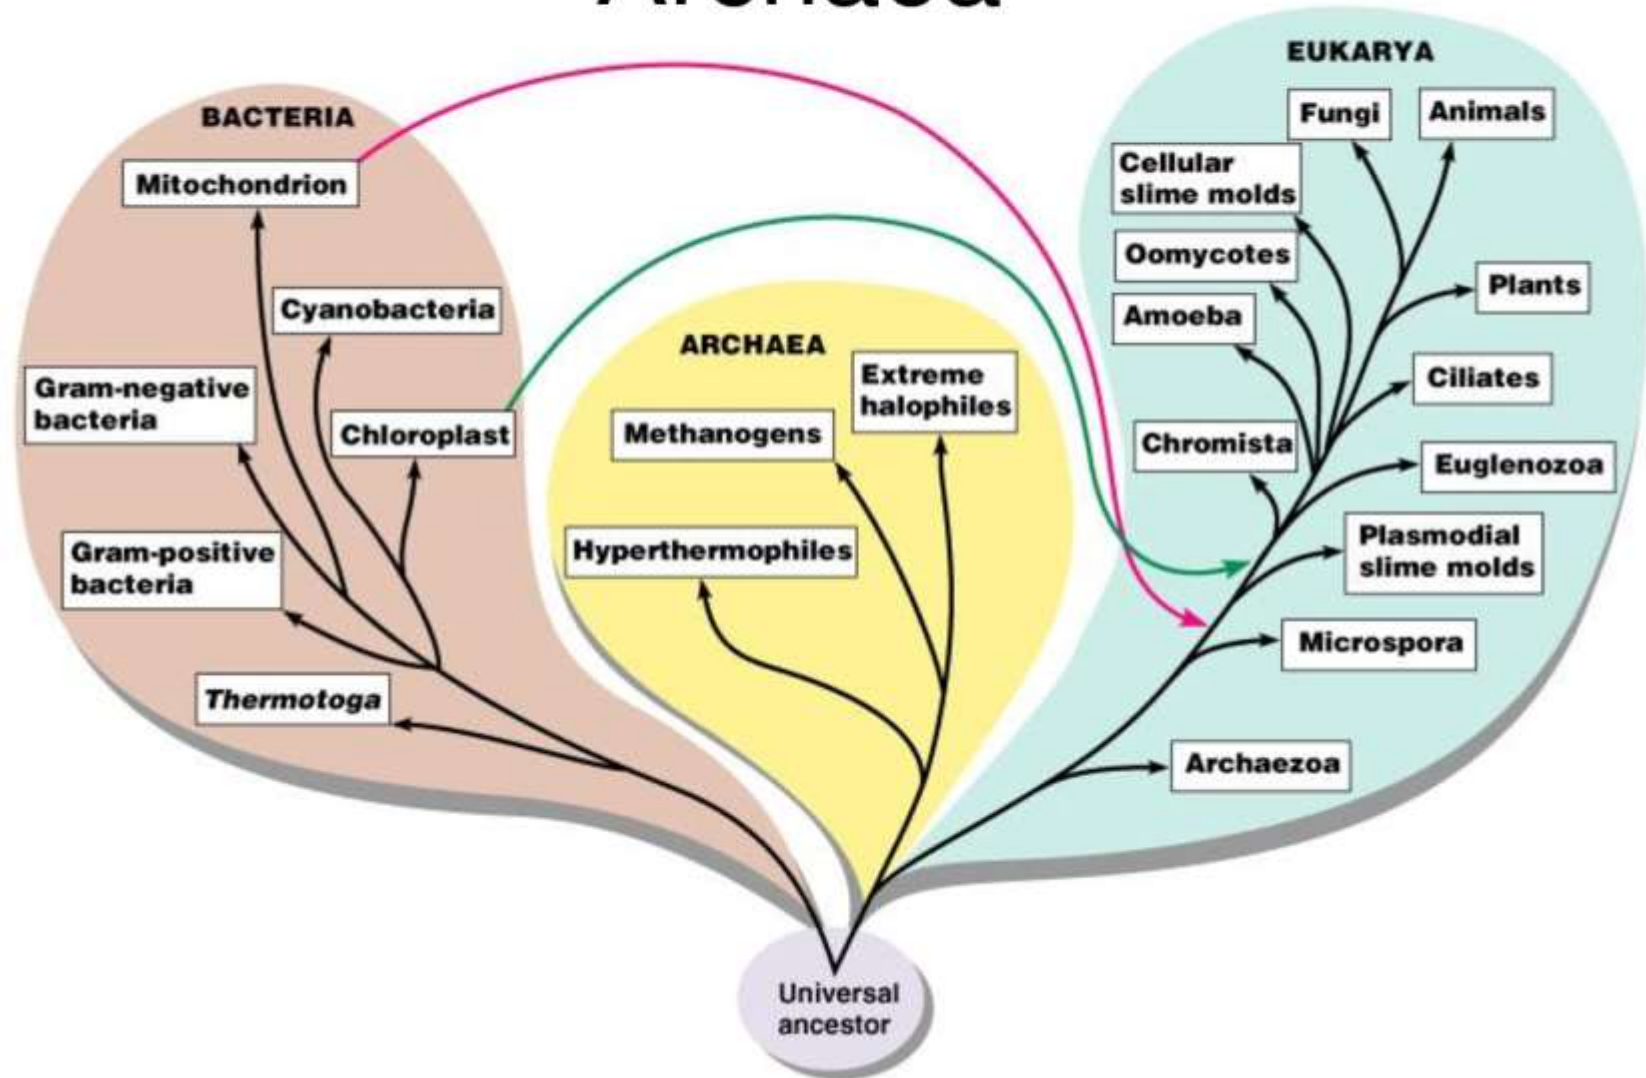 Archaea
BACTERIA
Mitochondrion
Cyanobacteria
Gram-negative
bacteria
Chloroplast
Gram-positive
bacteria
Thermotoga
ARCHAEA
Extreme
halophiles
Methanogens
Hyperthermophiles
EUKARYA
Fungi
Animals
Cellular
slime molds
Oomycotes
Plants
Amoeba
Ciliates
Chromista
Euglenozoa
Plasmodial
slime molds
Microspora
Archaezoa
Universal
ancestor